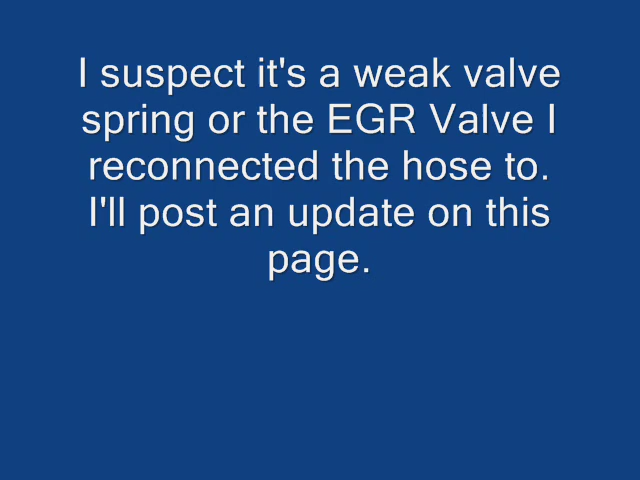 I suspect it's a weak valve
spring or the EGR Valve I
reconnected the hose to.
I'll post an update on this
page.